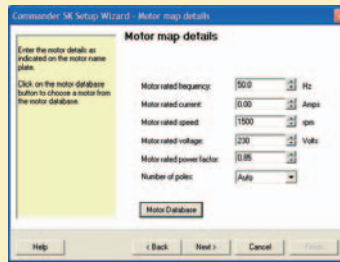 Commander SK Setup Wizard - Motor map details
Motor map details
Enter the motor details as
indicated on the motor name
plate.
Click on the motor database
button to choose a motor from
the motor database.
Motor rated frequency: 50.0 Hz
Motor rated current: 0.00 Amps
Motor rated speed: 1500 rpm
Motor rated voltage: 230 Volts
Motor rated power factor: 0.85
Number of poles: Auto
Motor Database
Help < Back Next > Cancel Finish